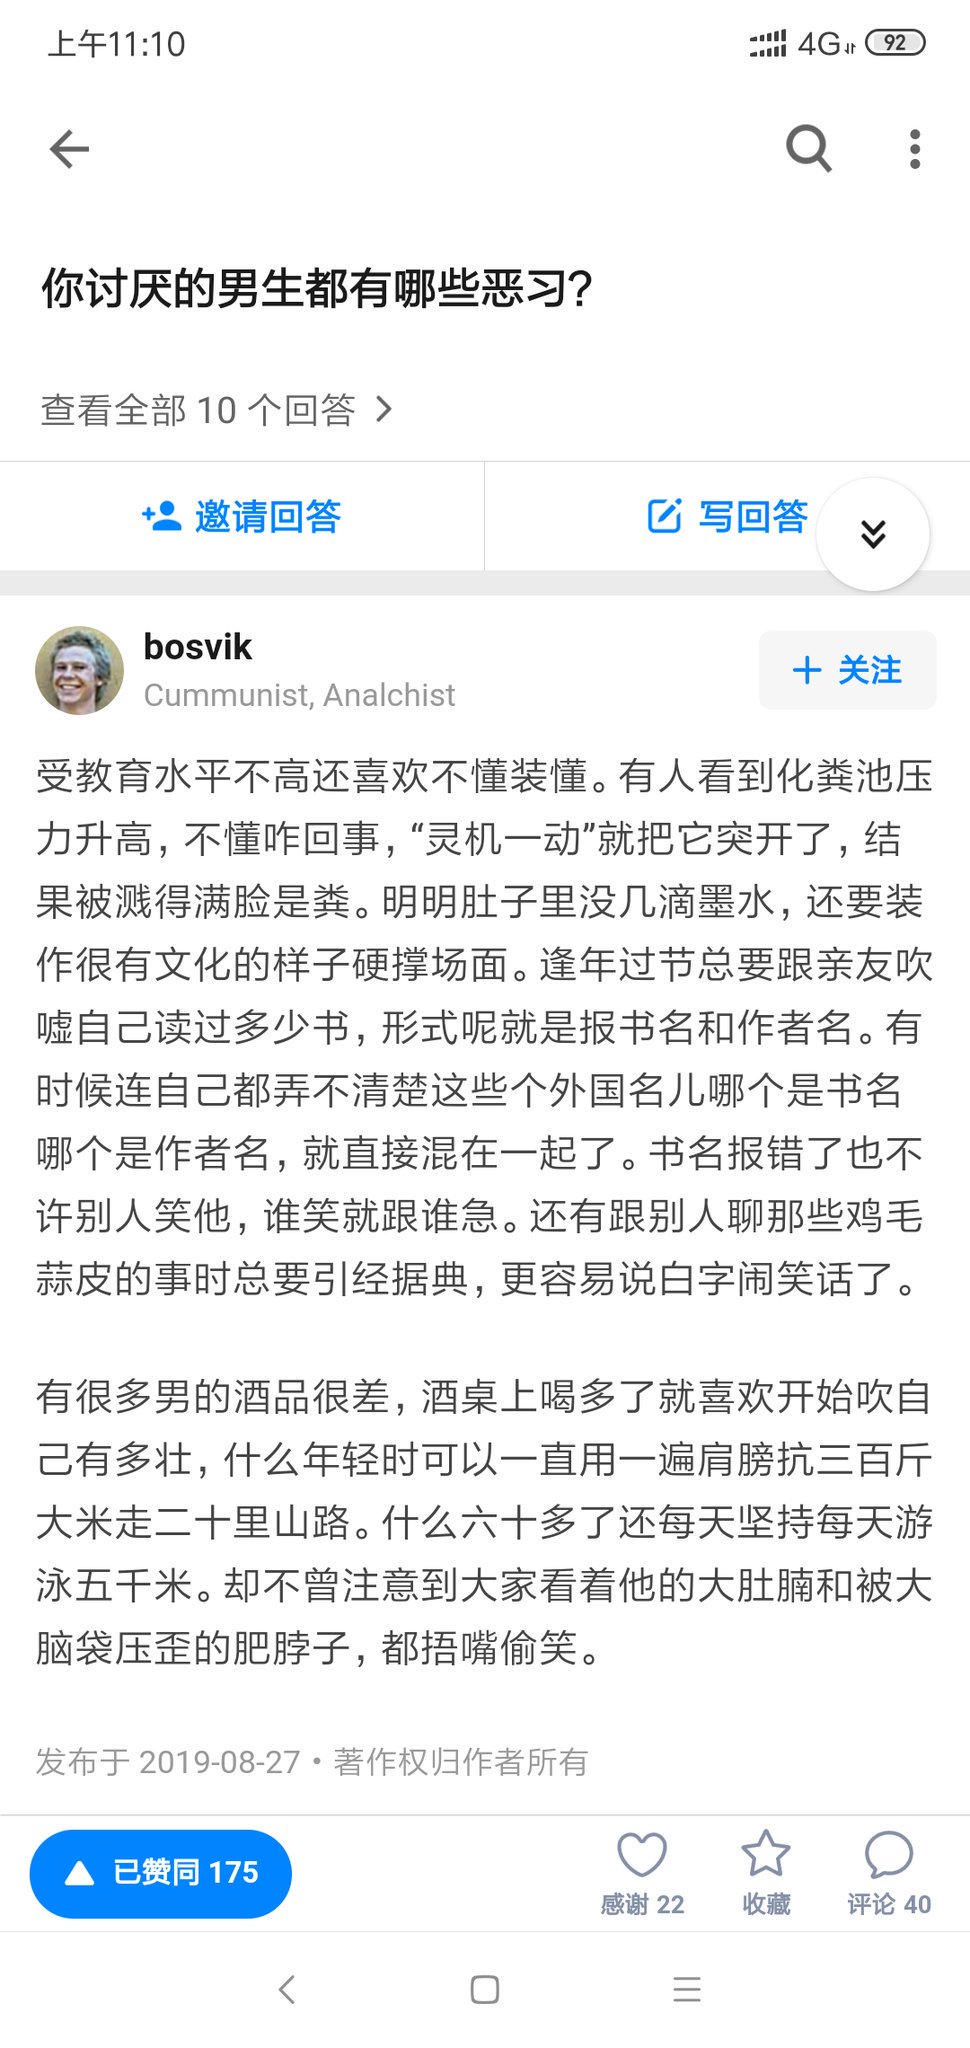 上午11:10
4G 92
你讨厌的男生都有哪些恶习?
查看全部 10 个回答
邀请回答
写回答
bosvik
Cummunist, Analchist
关注
受教育水平不高还喜欢不懂装懂。有人看到化粪池压
力升高，不懂咋回事，“灵机一动”就把它突开了，结
果被溅得满脸是粪。明明肚子里没几滴墨水，还要装
作很有文化的样子硬撑场面。逢年过节总要跟亲友吹
嘘自己读过多少书，形式呢就是报书名和作者名。有
时候连自己都弄不清楚这些个外国名儿哪个是书名
哪个是作者名，就直接混在一起了。书名报错了也不
许别人笑他，谁笑就跟谁急。还有跟别人聊那些鸡毛
蒜皮的事时总要引经据典，更容易说白字闹笑话了。
有很多男的酒品很差，酒桌上喝多了就喜欢开始吹自
己有多壮，什么年轻时可以一直用一遍肩膀抗三百斤
大米走二十里山路。什么六十多了还每天坚持每天游
泳五千米。却不曾注意到大家看着他的大肚腩和被大
脑袋压歪的肥脖子，都捂嘴偷笑。
发布于 2019-08-27 · 著作权归作者所有
已赞同 175
感谢 22
收藏
评论 40